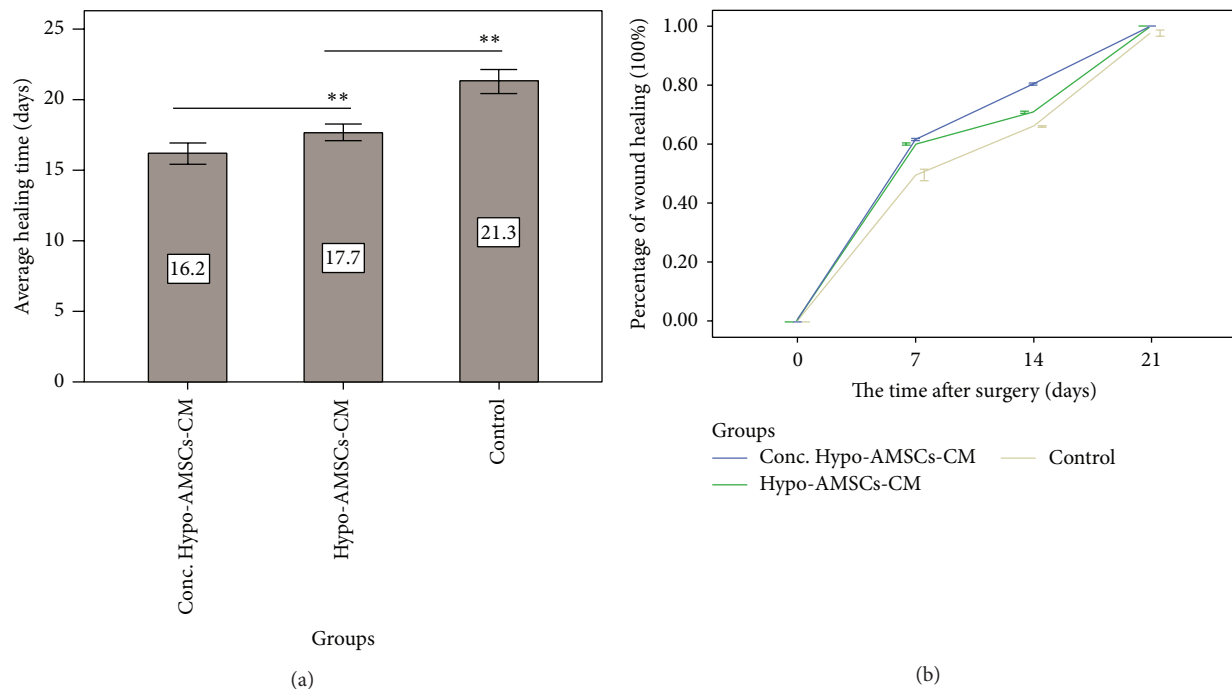 25
20
15
10
5
0
Average healing time (days)
**
**
16.2
17.7
21.3
Conc. Hypo-AMSCs-CM
Hypo-AMSCs-CM
Control
Groups
(a)
1.00
0.80
0.60
0.40
0.20
0.00
Percentage of wound healing (100%)
0 7 14 21
The time after surgery (days)
Groups
Conc. Hypo-AMSCs-CM Control
Hypo-AMSCs-CM
(b)